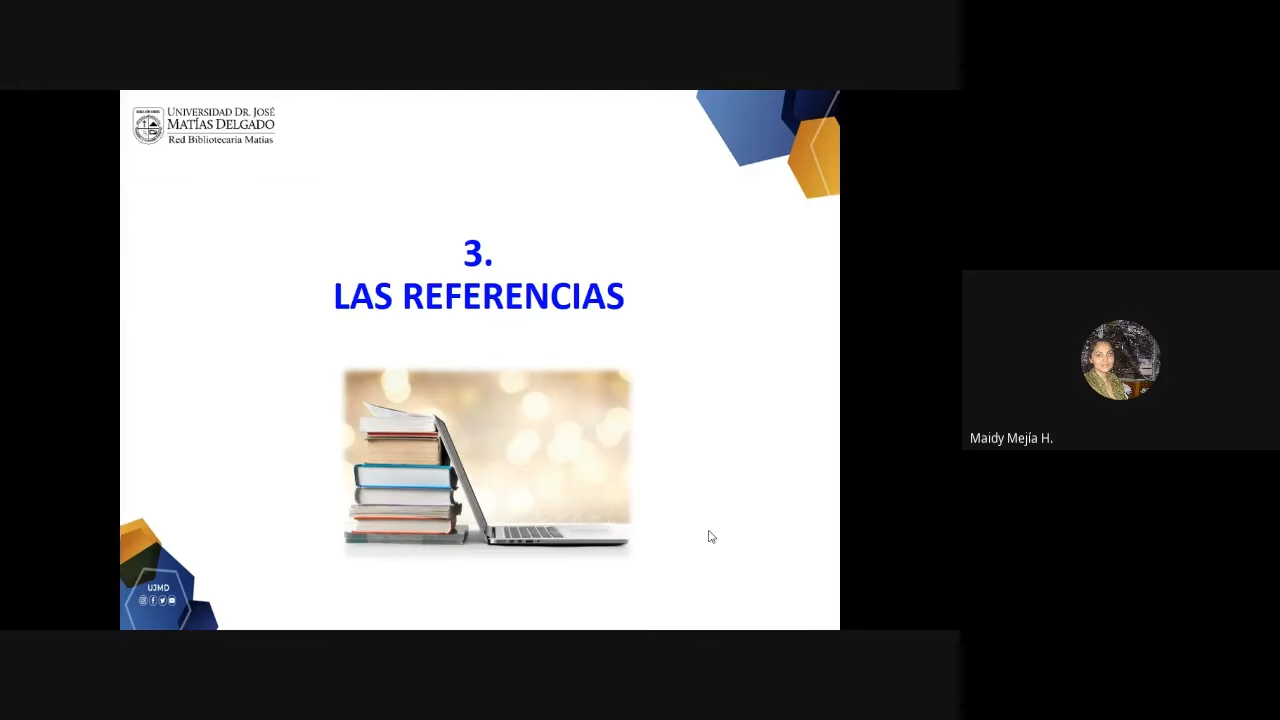 UNIVERSIDAD DR. JOSÉ
MATÍAS DELGADO
Red Bibliotecaria Matías
3.
LAS REFERENCIAS
UJMD
Maidy Mejía H.